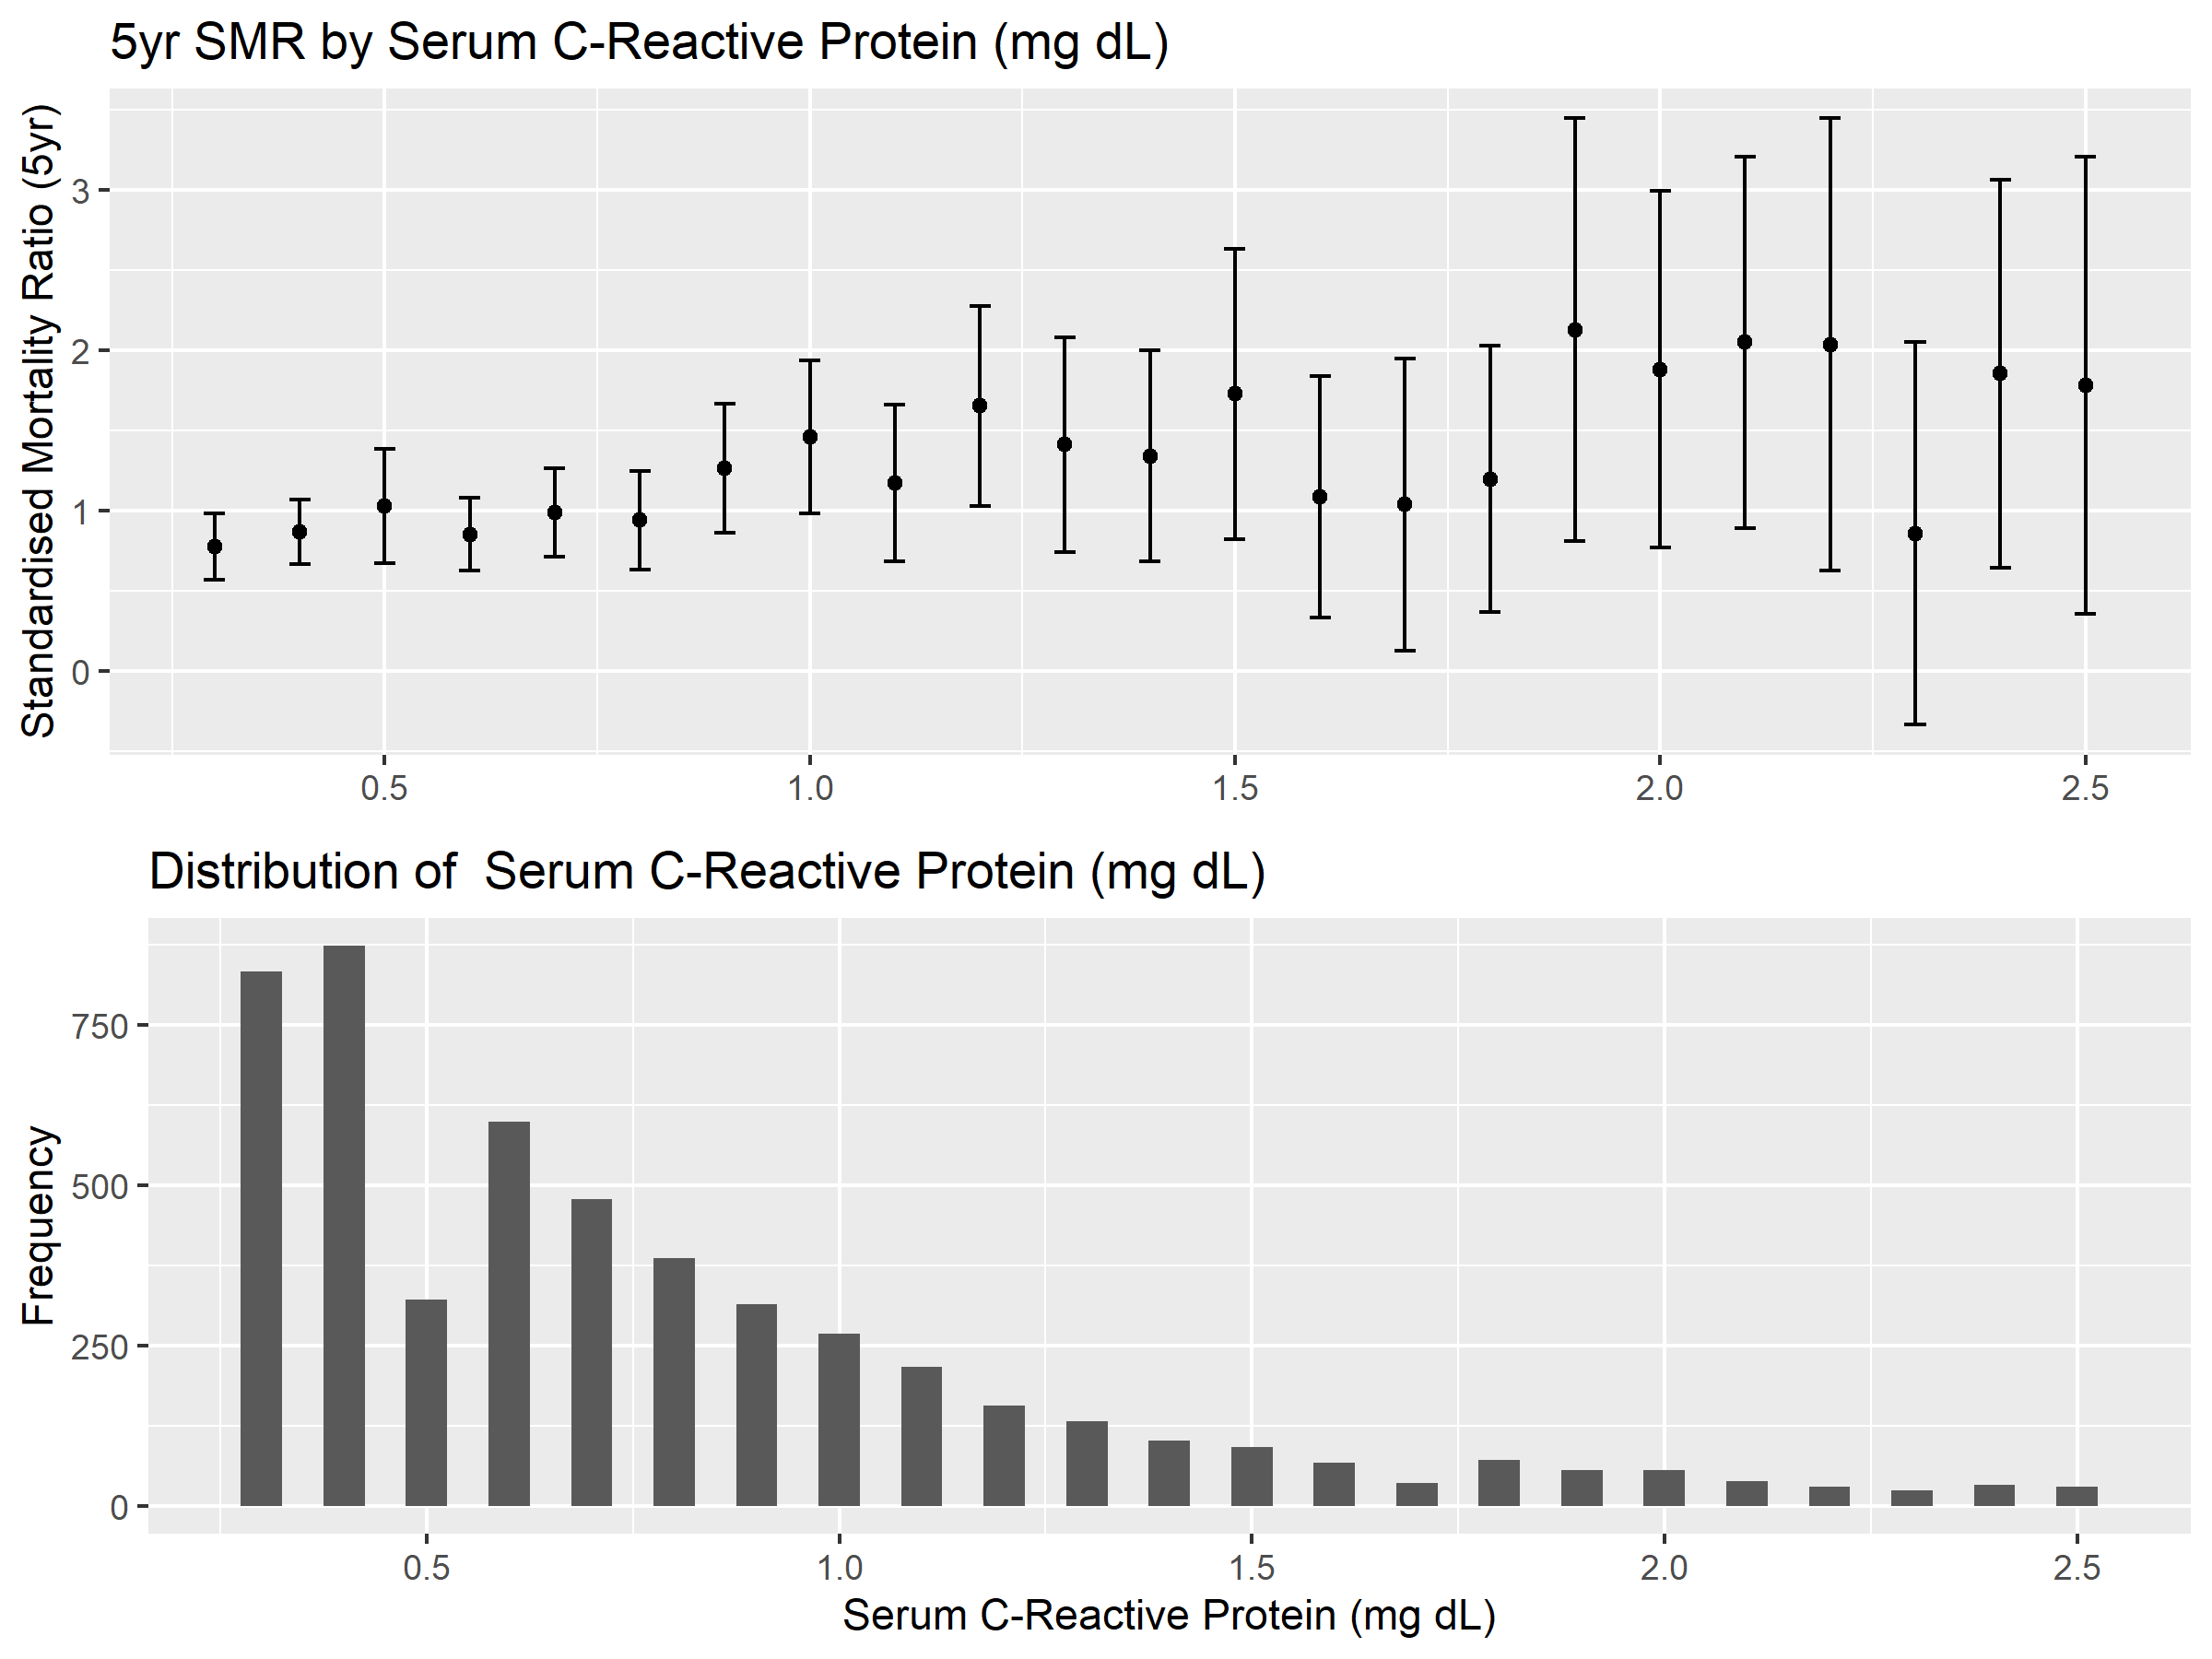 5yr SMR by Serum C-Reactive Protein (mg dL)
Standardised Mortality Ratio (5yr)
3
2
1
0
0.5 1.0 1.5 2.0 2.5
Distribution of  Serum C-Reactive Protein (mg dL)
Frequency
750
500
250
0
0.5 1.0 1.5 2.0 2.5
Serum C-Reactive Protein (mg dL)